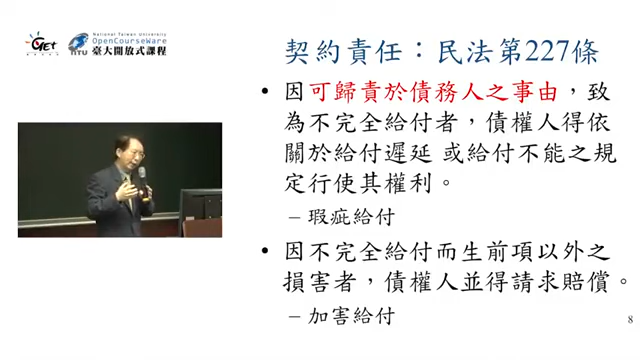 GET
NTU
National Taiwan University
OpenCourseWare
臺大開放式課程
契約責任：民法第227條
• 因可歸責於債務人之事由，致
為不完全給付者，債權人得依
關於給付遲延 或給付不能之規
定行使其權利。
– 瑕疵給付
• 因不完全給付而生前項以外之
損害者，債權人並得請求賠償。
– 加害給付
8